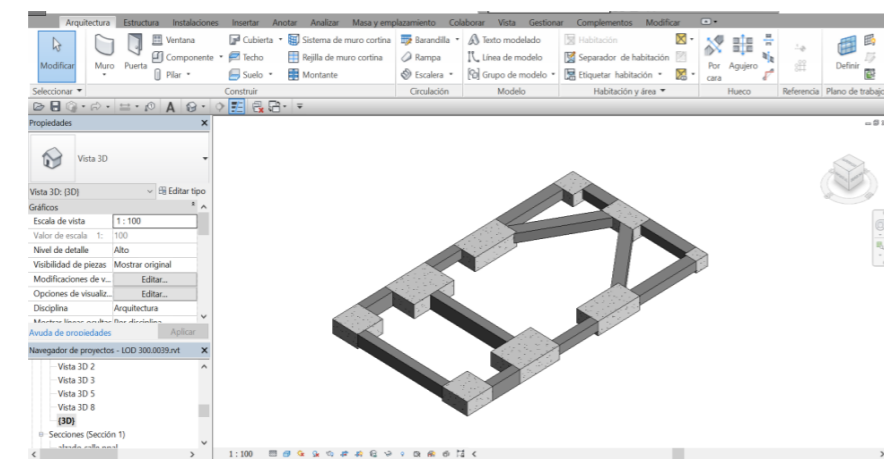 Arquitectura Estructura Instalaciones Insertar Anotar Analizar Masa y emplazamiento Colaborar Vista Gestionar Complementos Modificar
Modificar Muro Puerta Ventana Componente Pilar
Cubierta Techo Suelo
Sistema de muro cortina Rejilla de muro cortina Montante
Barandilla Rampa Escalera
Texto modelado Línea de modelo Grupo de modelo
Habitación Separador de habitación Etiquetar habitación
Por cara Agujero
Definir
Seleccionar Construir Circulación Modelo Habitación y área Hueco Referencia Plano de trabajo
Propiedades
Vista 3D
Vista 3D: {3D} Editar tipo
Gráficos
Escala de vista 1 : 100
Valor de escala 1: 100
Nivel de detalle Alto
Visibilidad de piezas Mostrar original
Modificaciones de v... Editar...
Opciones de visualiz... Editar...
Disciplina Arquitectura
Mostrar líneas ocultas Por disciplina
Ayuda de propiedades Aplicar
Navegador de proyectos - LOD 300.0039.rvt
Vista 3D 2
Vista 3D 3
Vista 3D 5
Vista 3D 8
{3D}
Secciones (Sección 1)
1 : 100